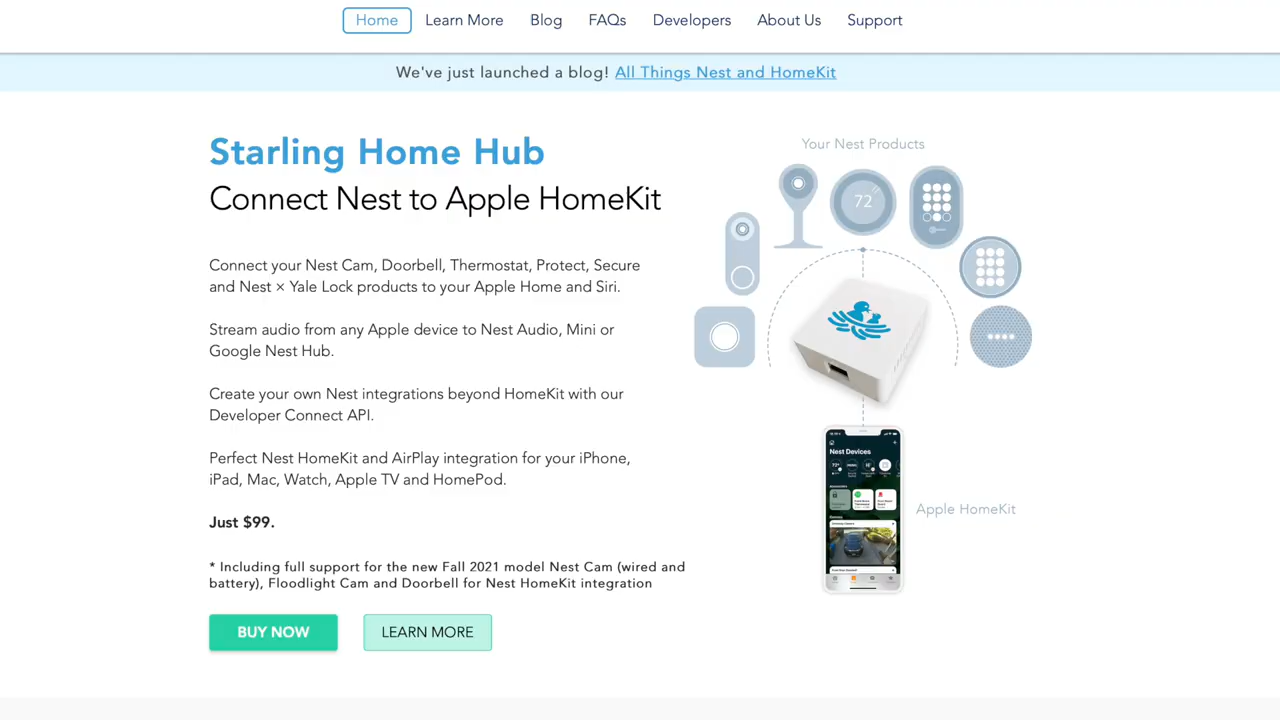 Home Learn More Blog FAQs Developers About Us Support
We've just launched a blog! All Things Nest and HomeKit
Starling Home Hub
Connect Nest to Apple HomeKit
Connect your Nest Cam, Doorbell, Thermostat, Protect, Secure
and Nest × Yale Lock products to your Apple Home and Siri.
Stream audio from any Apple device to Nest Audio, Mini or
Google Nest Hub.
Create your own Nest integrations beyond HomeKit with our
Developer Connect API.
Perfect Nest HomeKit and AirPlay integration for your iPhone,
iPad, Mac, Watch, Apple TV and HomePod.
Just $99.
* Including full support for the new Fall 2021 model Nest Cam (wired and
battery), Floodlight Cam and Doorbell for Nest HomeKit integration
BUY NOW
LEARN MORE
Your Nest Products
72
Nest Devices
Apple HomeKit